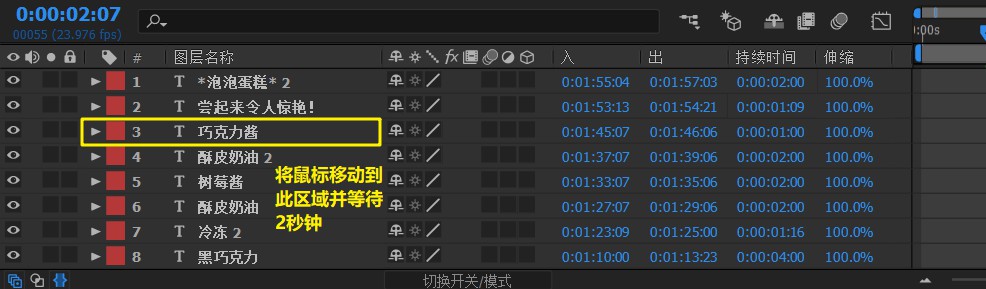 0:00:02:07
00055 (23.976 fps)
:00s
# 图层名称 fx 入 出 持续时间 伸缩
1 T *泡泡蛋糕* 2 0:01:55:04 0:01:57:03 0:00:02:00 100.0%
2 T 尝起来令人惊艳! 0:01:53:13 0:01:54:21 0:00:01:09 100.0%
3 T 巧克力酱 0:01:45:07 0:01:46:06 0:00:01:00 100.0%
4 T 酥皮奶油 2 0:01:37:07 0:01:39:06 0:00:02:00 100.0%
5 T 树莓酱 0:01:33:07 0:01:35:06 0:00:02:00 100.0%
6 T 酥皮奶油 0:01:27:07 0:01:29:06 0:00:02:00 100.0%
7 T 冷冻 2 0:01:23:09 0:01:25:00 0:00:01:16 100.0%
8 T 黑巧克力 0:01:10:00 0:01:13:23 0:00:04:00 100.0%
将鼠标移动到
此区域并等待
2秒钟
切换开关/模式